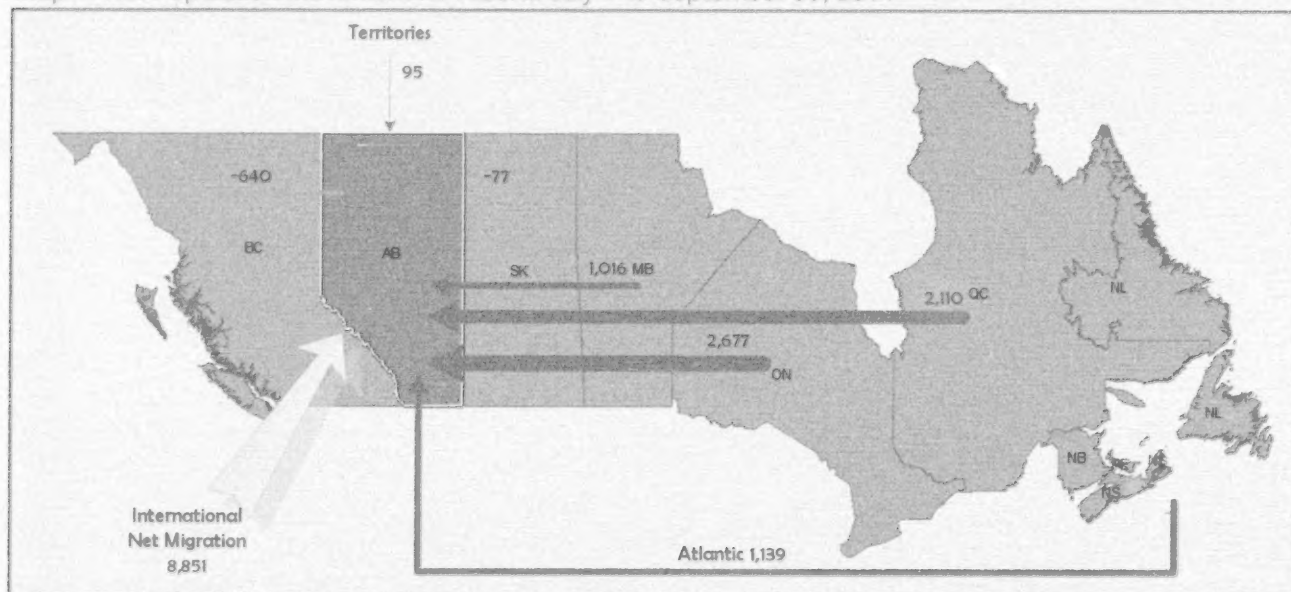 Territories
95
-640
-77
BC
AB
SK
1,016 MB
2,110 QC
NL
2,677
ON
NL
NB
NS
International
Net Migration
8,851
Atlantic 1,139